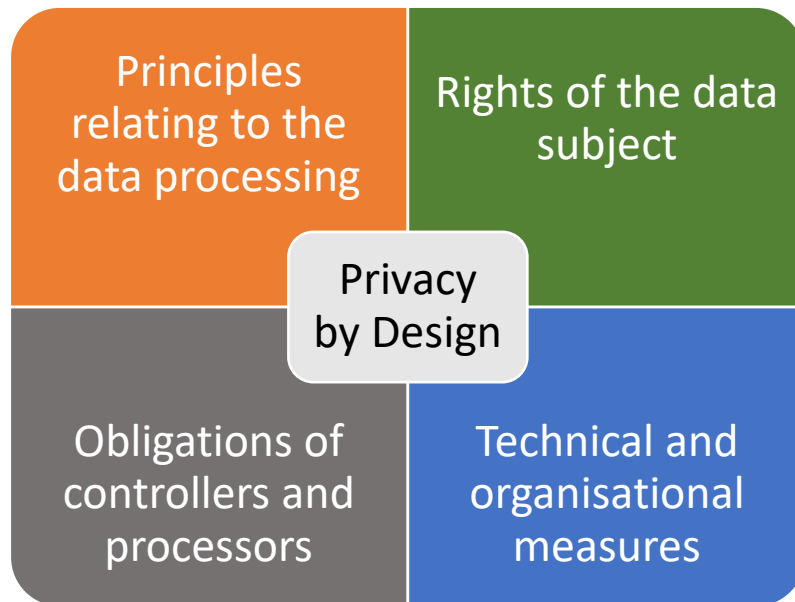 Principles
relating to the
data processing
Rights of the data
subject
Privacy
by Design
Obligations of
controllers and
processors
Technical and
organisational
measures